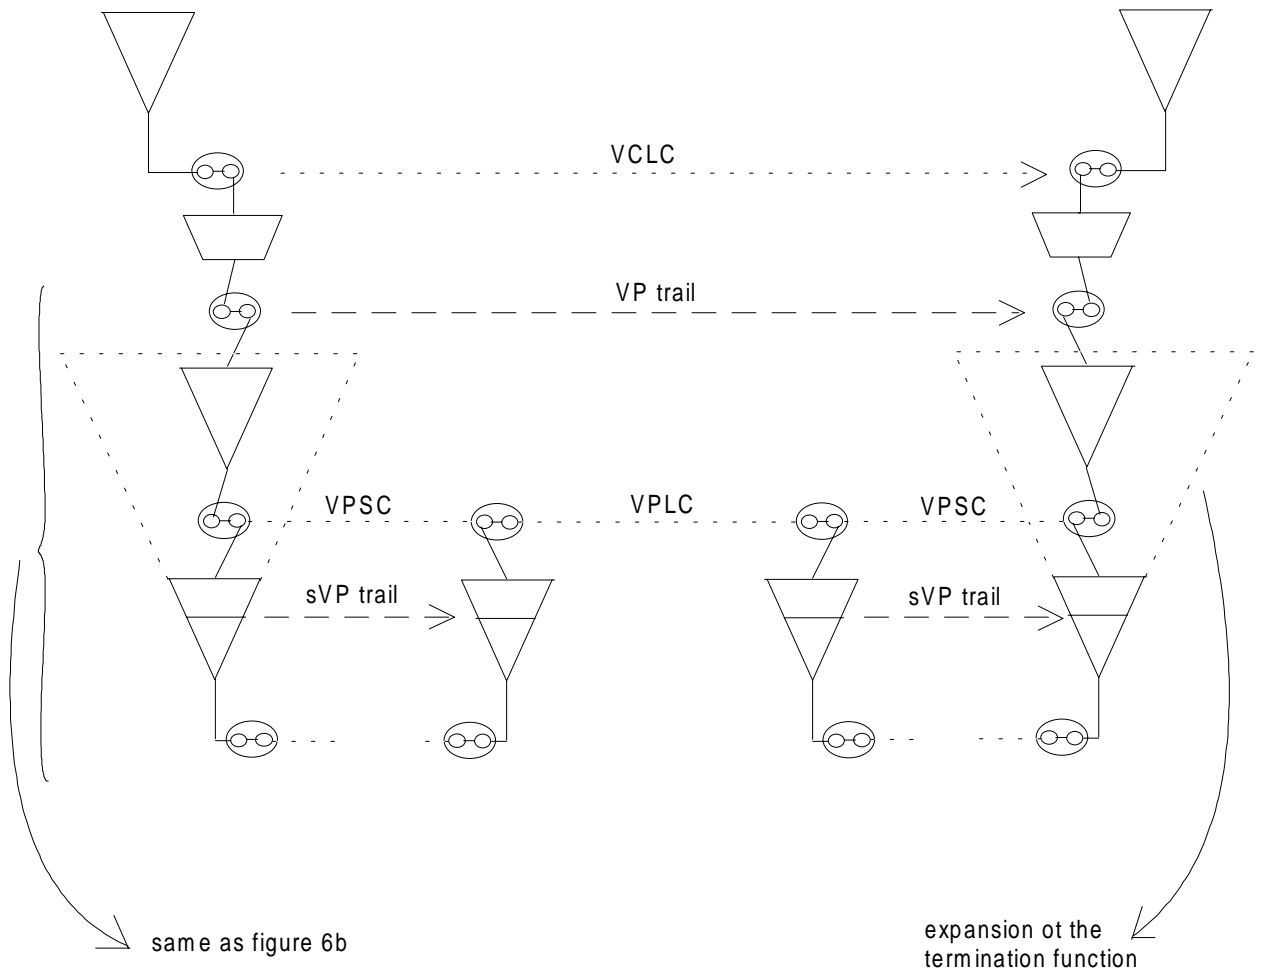 VCLC
VP trail
VPSC
VPLC
VPSC
sVP trail
sVP trail
same as figure 6b
expansion ot the
termination function